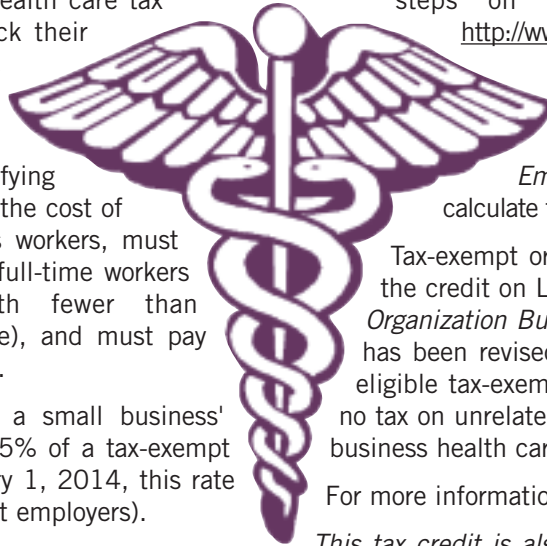 ealth care tax
ck their
fying
the cost of
s workers, must
full-time workers
th fewer than
e), and must pay
a small business'
5% of a tax-exempt
ry 1, 2014, this rate
t employers).
steps on
http://ww
Em
calculate
Tax-exempt or
the credit on L
Organization Bu
has been revised
eligible tax-exem
no tax on unrelate
business health car
For more informatio
This tax credit is als